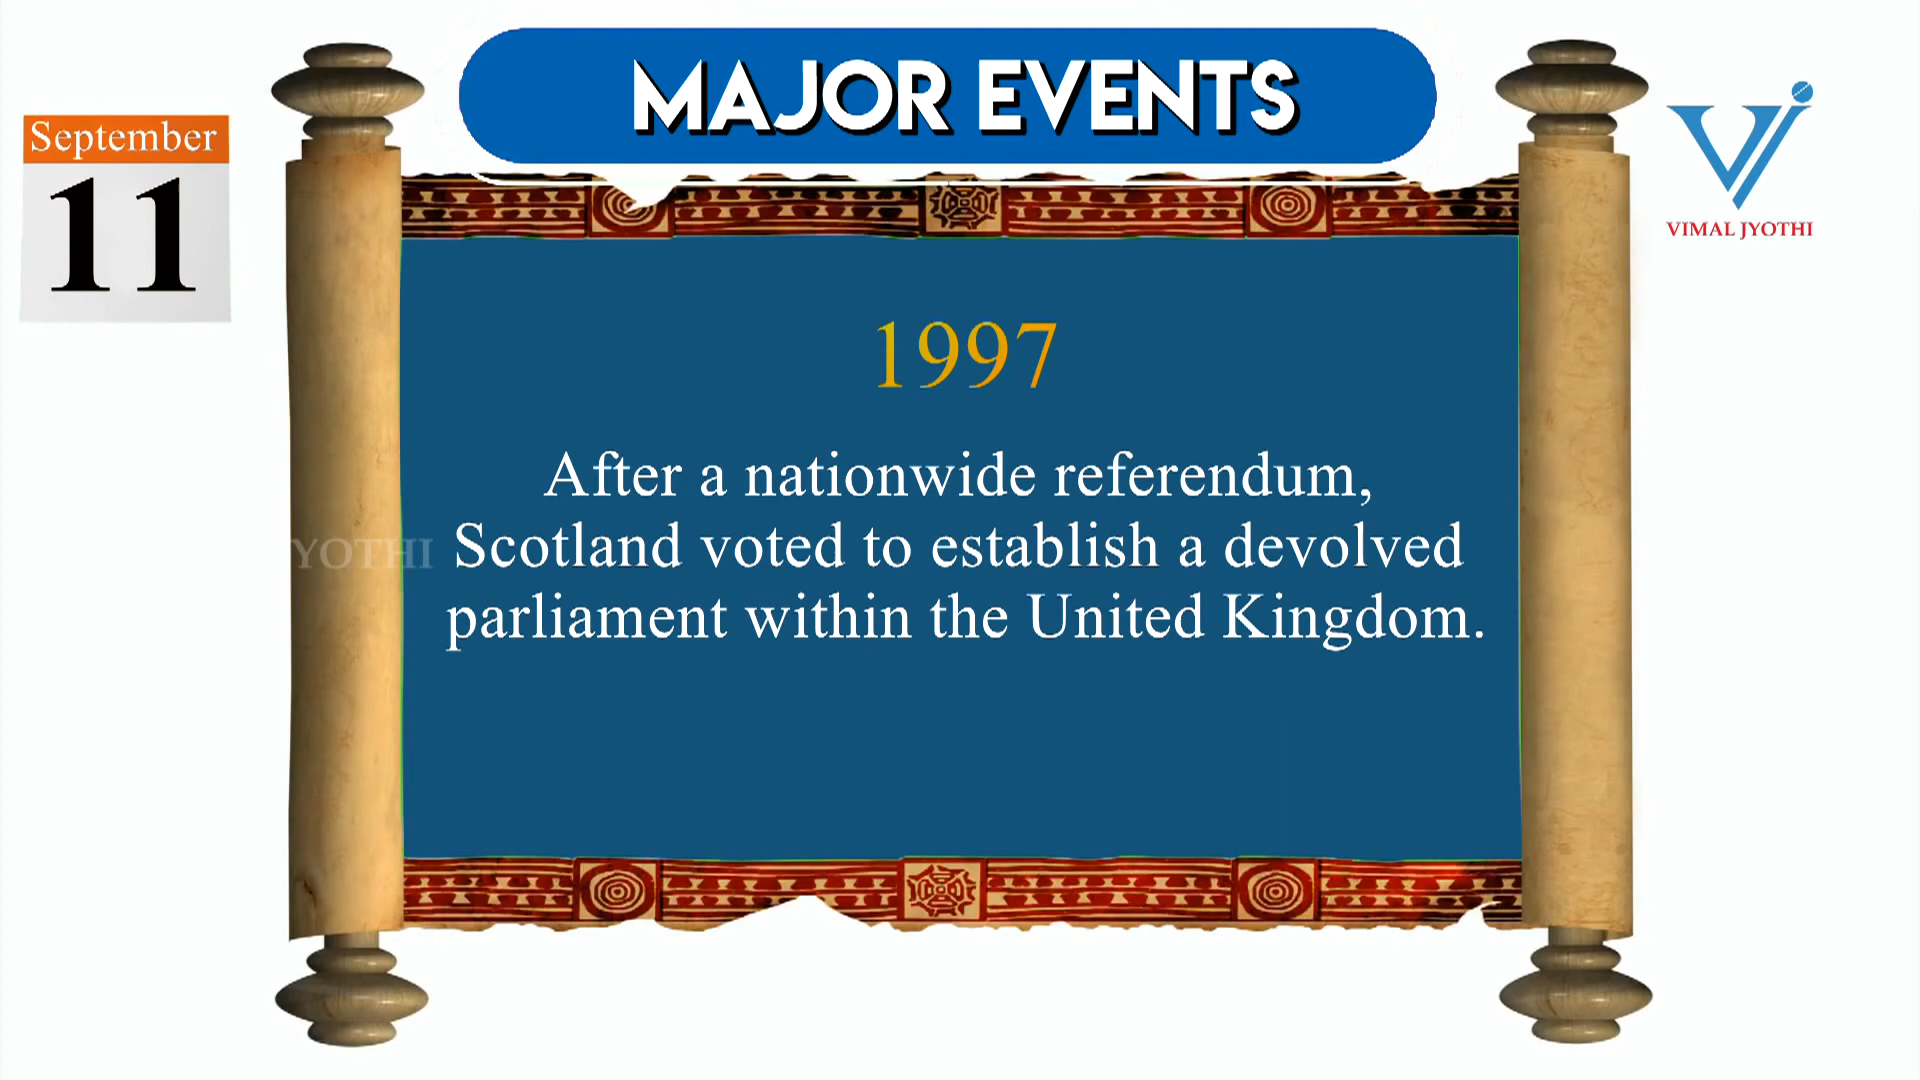 MAJOR EVENTS
September
11
VIMAL JYOTHI
1997
After a nationwide referendum,
Scotland voted to establish a devolved
parliament within the United Kingdom.
YOTHI